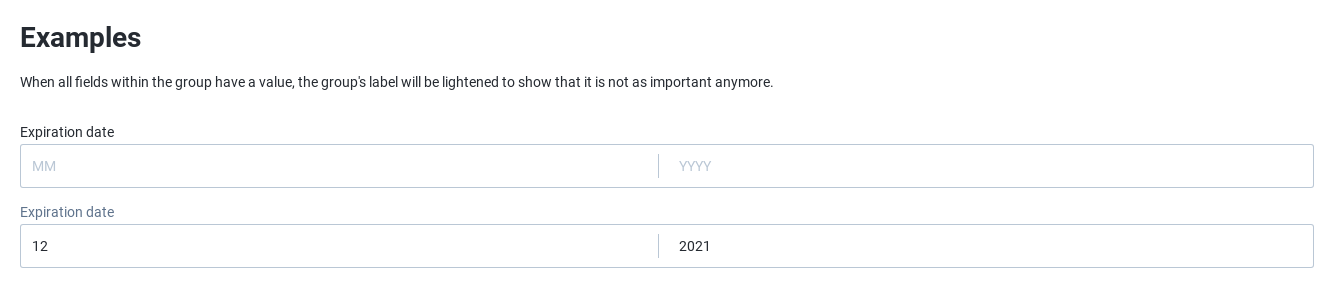 Examples
When all fields within the group have a value, the group's label will be lightened to show that it is not as important anymore.
Expiration date
MM YYYY
Expiration date
12 2021